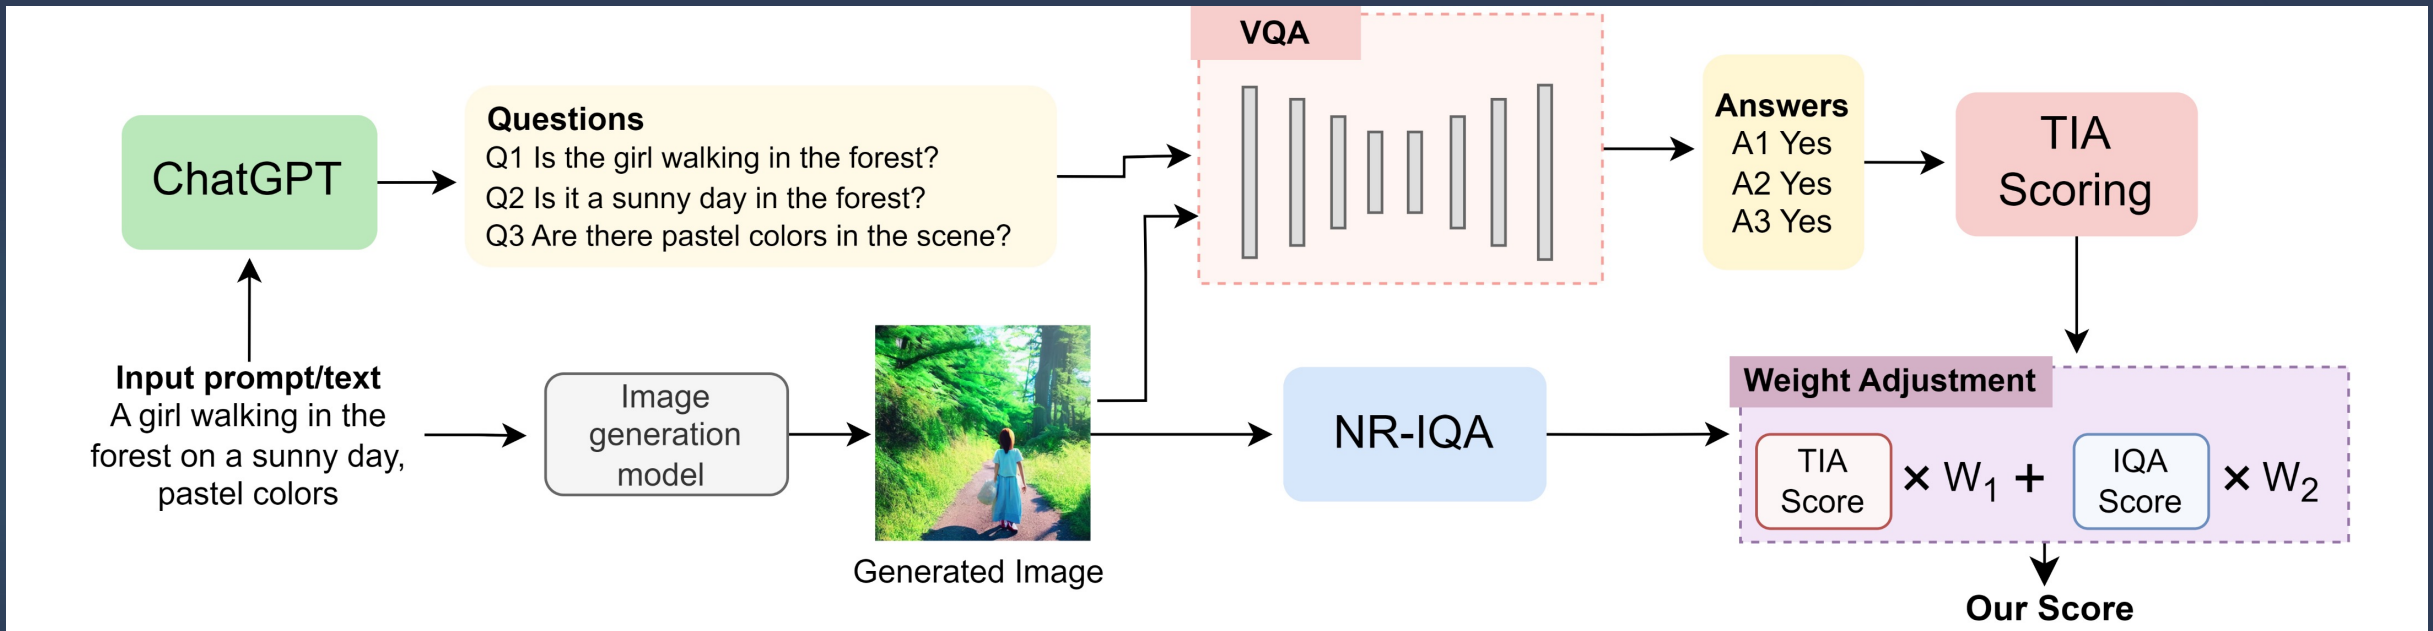 ChatGPT
Questions
Q1 Is the girl walking in the forest?
Q2 Is it a sunny day in the forest?
Q3 Are there pastel colors in the scene?
VQA
Answers
A1 Yes
A2 Yes
A3 Yes
TIA
Scoring
Input prompt/text
A girl walking in the
forest on a sunny day,
pastel colors
Image
generation
model
Generated Image
NR-IQA
Weight Adjustment
TIA
Score
× W₁ +
IQA
Score
× W₂
Our Score